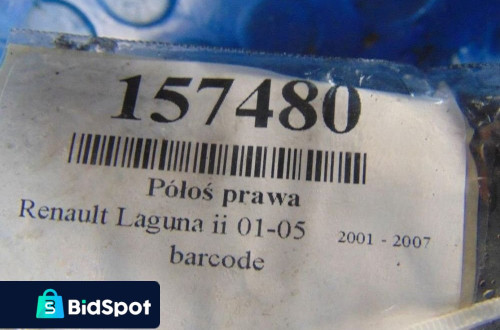 157480
Półoś prawa
Renault Laguna ii 01-05 2001 - 2007
barcode
S BidSpot